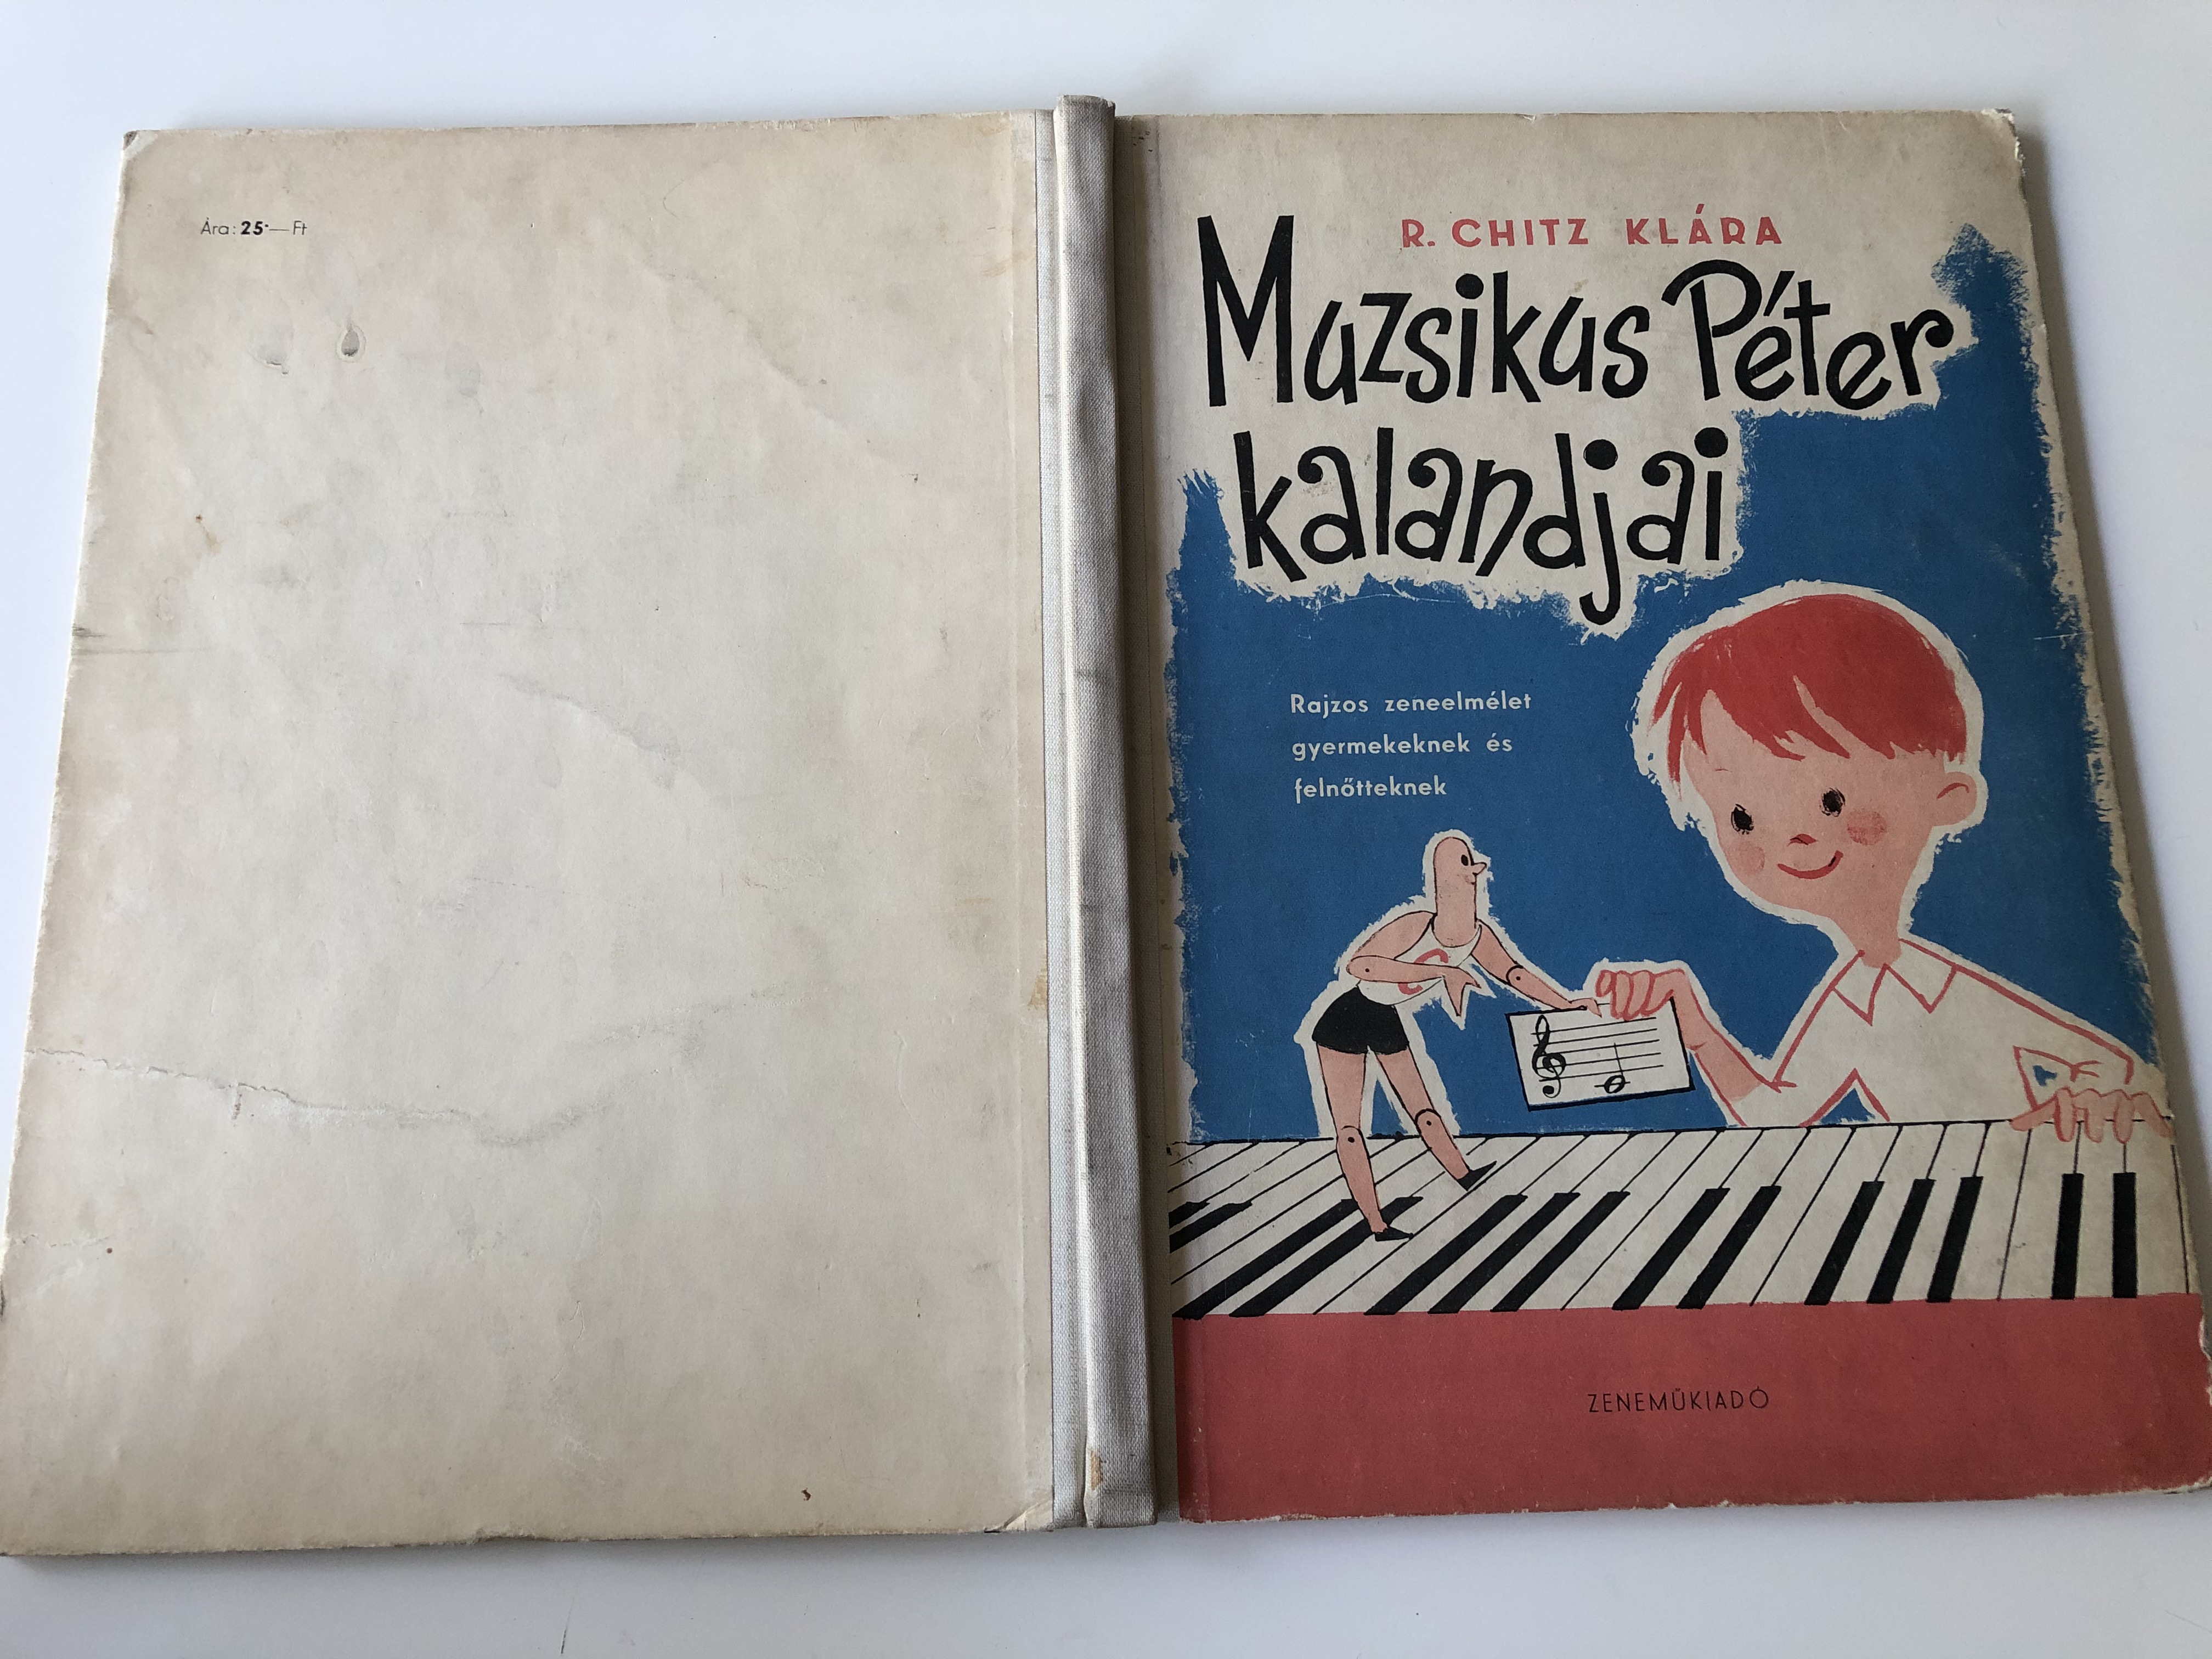 Ára: 25·— Ft
R. CHITZ KLÁRA
Muzsikus Péter
kalandjai
Rajzos zeneelmélet
gyermekeknek és
felnőtteknek
C
ZENEMŰKIADÓ